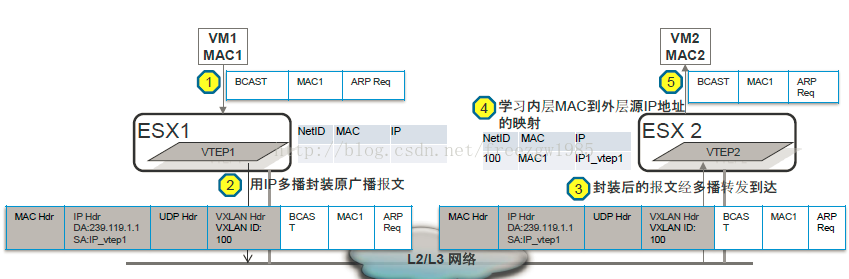 VM1
MAC1
VM2
MAC2
1
BCAST
MAC1
ARP Req
5
BCAST
MAC1
ARP
Req
4
学习内层MAC到外层源IP地址
的映射
ESX1
VTEP1
NetID
MAC
IP
NetID
MAC
IP
100
MAC1
IP1_vtep1
ESX 2
VTEP2
http://blog.csdn.net/freezgw1985
2
用IP多播封装原广播报文
3
封装后的报文经多播转发到达
MAC Hdr
IP Hdr
DA:239.119.1.1
SA:IP_vtep1
UDP Hdr
VXLAN Hdr
VXLAN ID:
100
BCAS
T
MAC1
ARP
Req
MAC Hdr
IP Hdr
DA:239.119.1.1
SA:IP_vtep1
UDP Hdr
VXLAN Hdr
VXLAN ID:
100
BCAS
T
MAC1
ARP
Req
L2/L3 网络